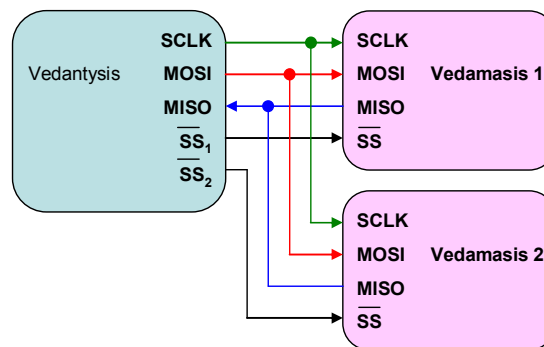 Vedantysis
SCLK
MOSI
MISO
SS1
SS2
SCLK
MOSI
MISO
SS
Vedamasis 1
SCLK
MOSI
MISO
SS
Vedamasis 2